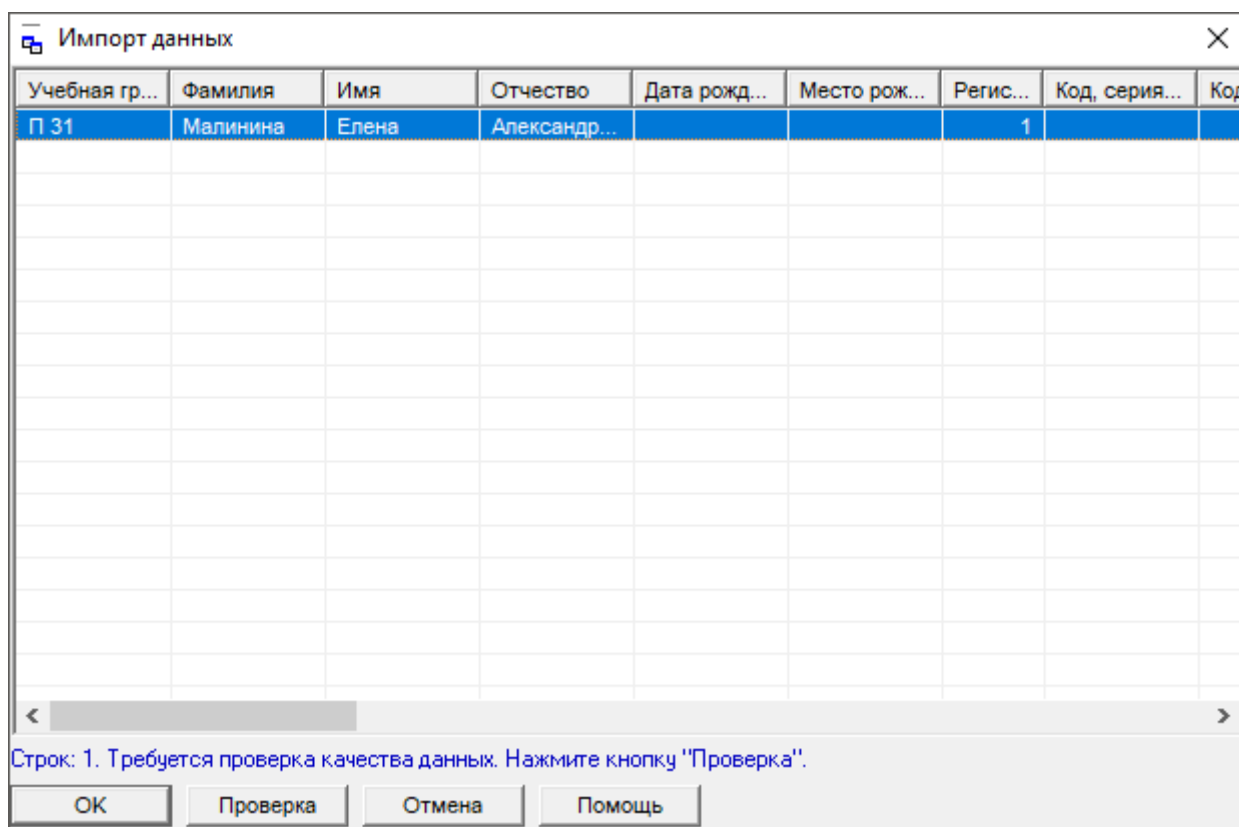 Импорт данных
Учебная гр... Фамилия Имя Отчество Дата рожд... Место рож... Регис... Код, серия... Код
П 31 Малинина Елена Александр... 1
Строк: 1. Требуется проверка качества данных. Нажмите кнопку "Проверка".
OK Проверка Отмена Помощь